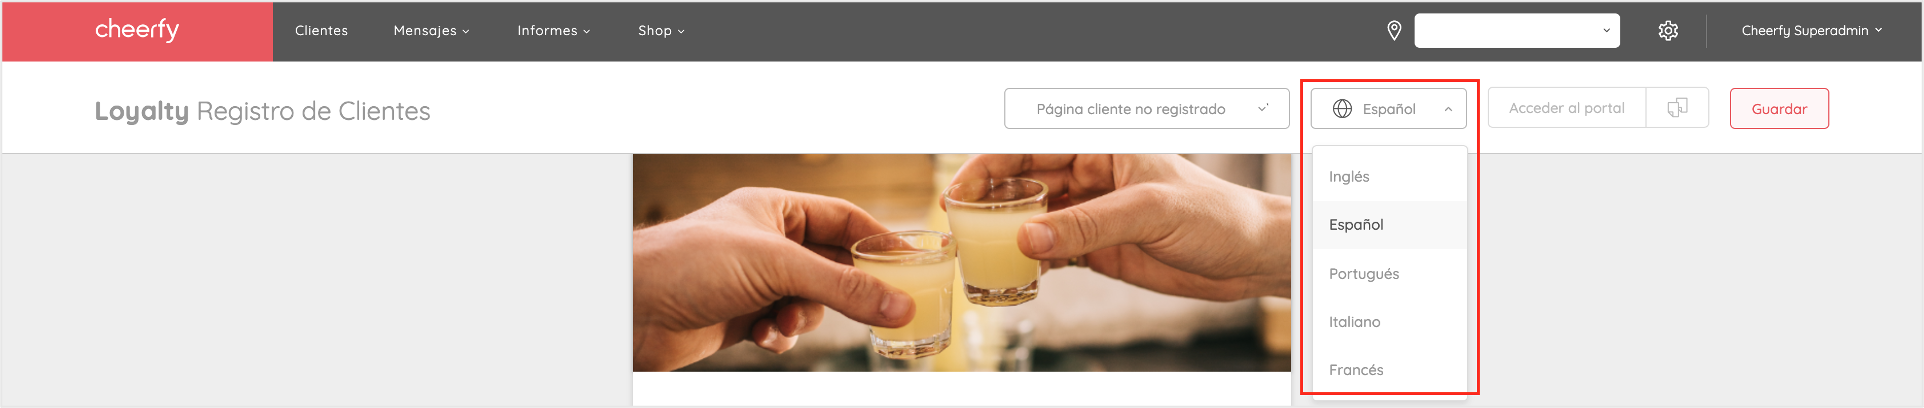 cheerfy
Clientes
Mensajes
Informes
Shop
Cheerfy Superadmin
Loyalty Registro de Clientes
Página cliente no registrado
Español
Acceder al portal
Guardar
Inglés
Español
Portugués
Italiano
Francés